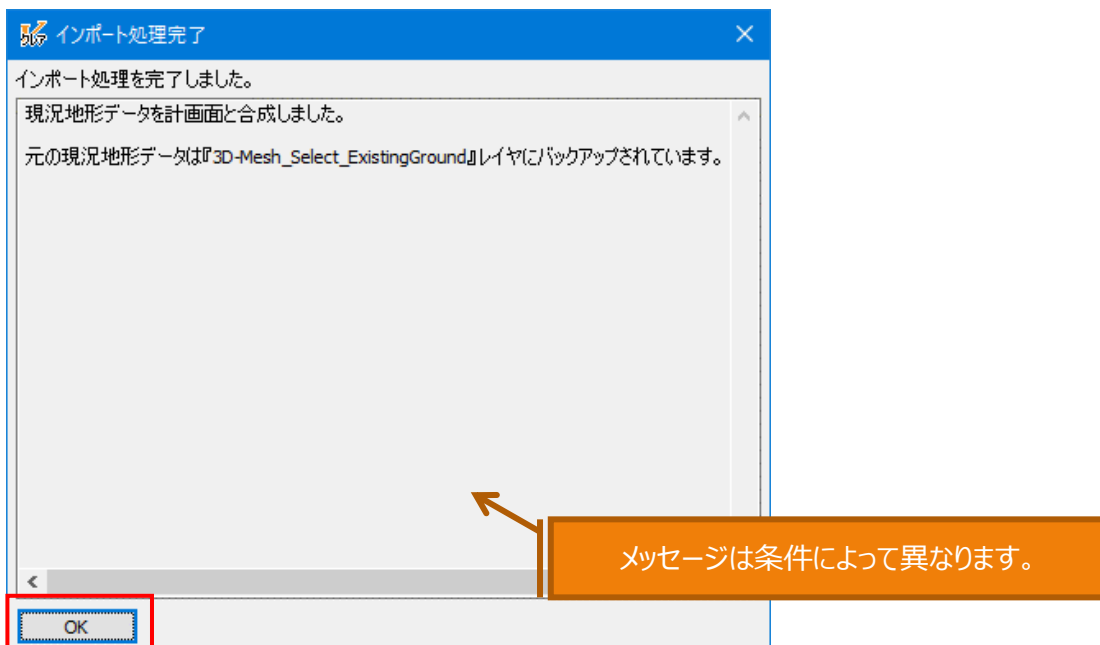 インポート処理完了
インポート処理を完了しました。
現況地形データを計画面と合成しました。
元の現況地形データは『3D-Mesh_Select_ExistingGround』レイヤにバックアップされています。
メッセージは条件によって異なります。
OK